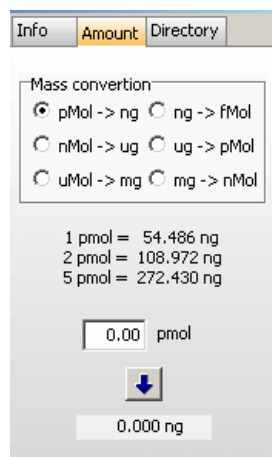 Info Amount Directory
Mass convertion
pMol -> ng ng -> fMol
nMol -> ug ug -> pMol
uMol -> mg mg -> nMol
1 pmol = 54.486 ng
2 pmol = 108.972 ng
5 pmol = 272.430 ng
0.00 pmol
0.000 ng